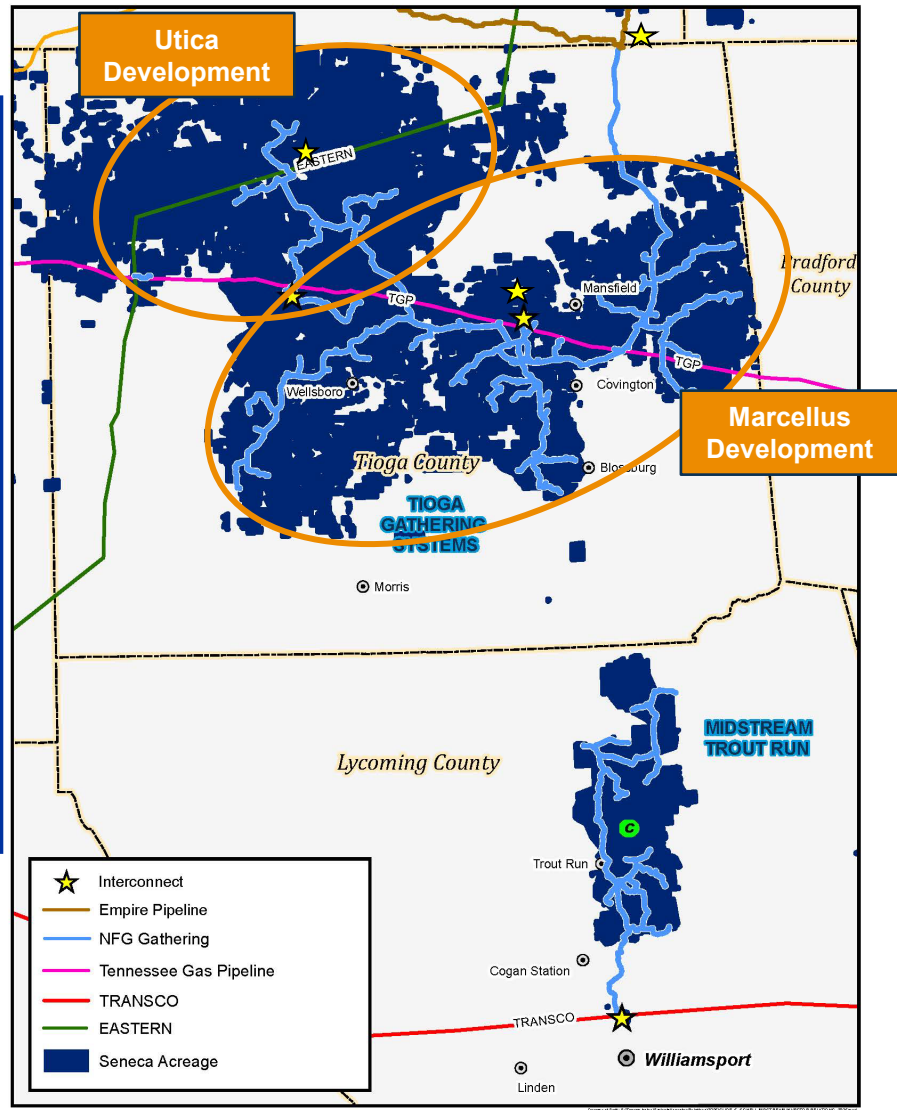 Utica
Development
EASTERN
Bradford
County
Mansfield
TGP
TGP
Wellsboro
Covington
Marcellus
Development
Tioga County
Blossburg
TIOGA
GATHERING
SYSTEMS
Morris
MIDSTREAM
TROUT RUN
Lycoming County
C
Trout Run
Interconnect
Empire Pipeline
NFG Gathering
Tennessee Gas Pipeline
TRANSCO
EASTERN
Seneca Acreage
Cogan Station
TRANSCO
Williamsport
Linden